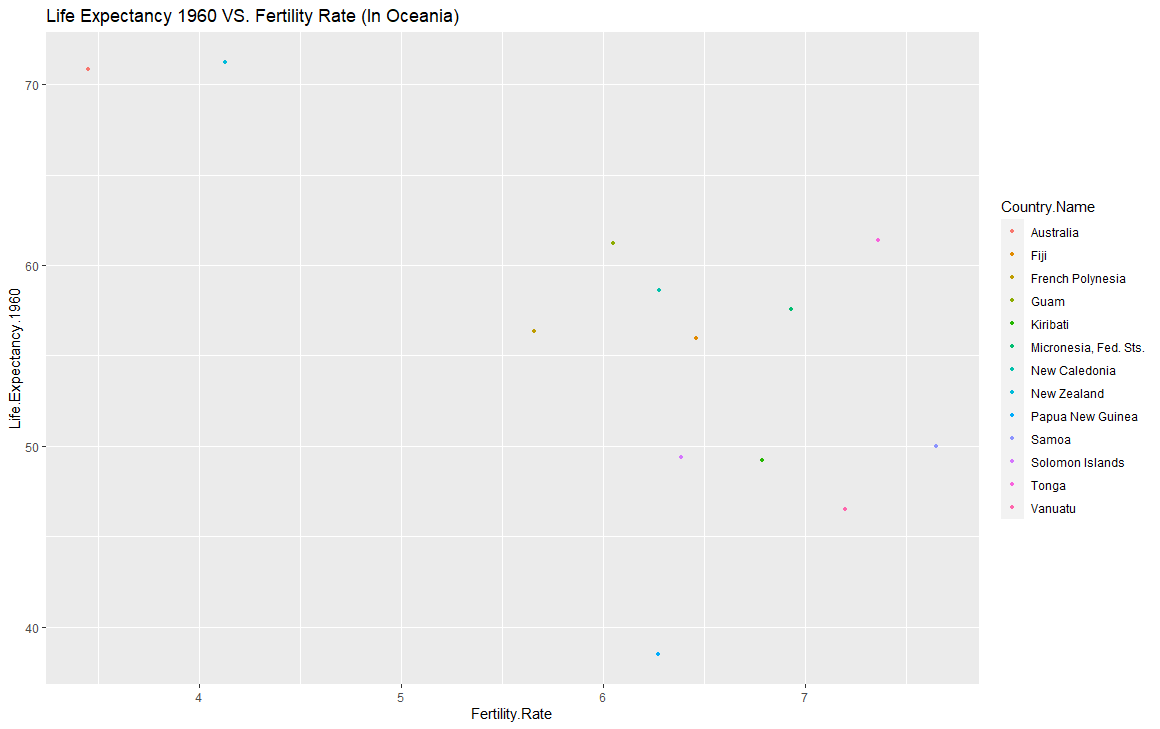 Life Expectancy 1960 VS. Fertility Rate (In Oceania)
70
60
50
40
Life.Expectancy.1960
4
5
6
7
Fertility.Rate
Country.Name
Australia
Fiji
French Polynesia
Guam
Kiribati
Micronesia, Fed. Sts.
New Caledonia
New Zealand
Papua New Guinea
Samoa
Solomon Islands
Tonga
Vanuatu